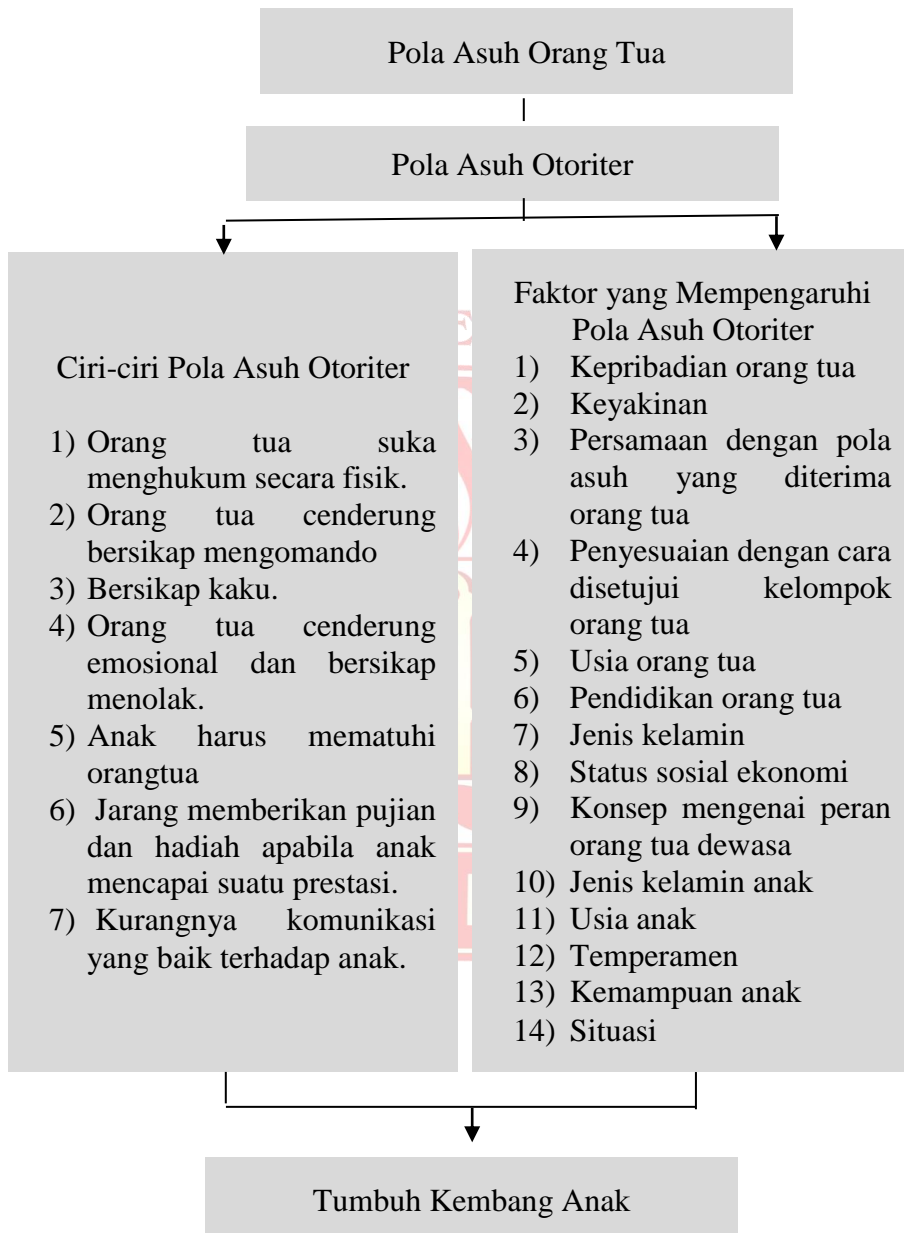 Pola Asuh Orang Tua
Pola Asuh Otoriter
Ciri-ciri Pola Asuh Otoriter
1) Orang tua suka
menghukum secara fisik.
2) Orang tua cenderung
bersikap mengomando
3) Bersikap kaku.
4) Orang tua cenderung
emosional dan bersikap
menolak.
5) Anak harus mematuhi
orangtua
6) Jarang memberikan pujian
dan hadiah apabila anak
mencapai suatu prestasi.
7) Kurangnya komunikasi
yang baik terhadap anak.
Faktor yang Mempengaruhi
Pola Asuh Otoriter
1) Kepribadian orang tua
2) Keyakinan
3) Persamaan dengan pola
asuh yang diterima
orang tua
4) Penyesuaian dengan cara
disetujui kelompok
orang tua
5) Usia orang tua
6) Pendidikan orang tua
7) Jenis kelamin
8) Status sosial ekonomi
9) Konsep mengenai peran
orang tua dewasa
10) Jenis kelamin anak
11) Usia anak
12) Temperamen
13) Kemampuan anak
14) Situasi
Tumbuh Kembang Anak